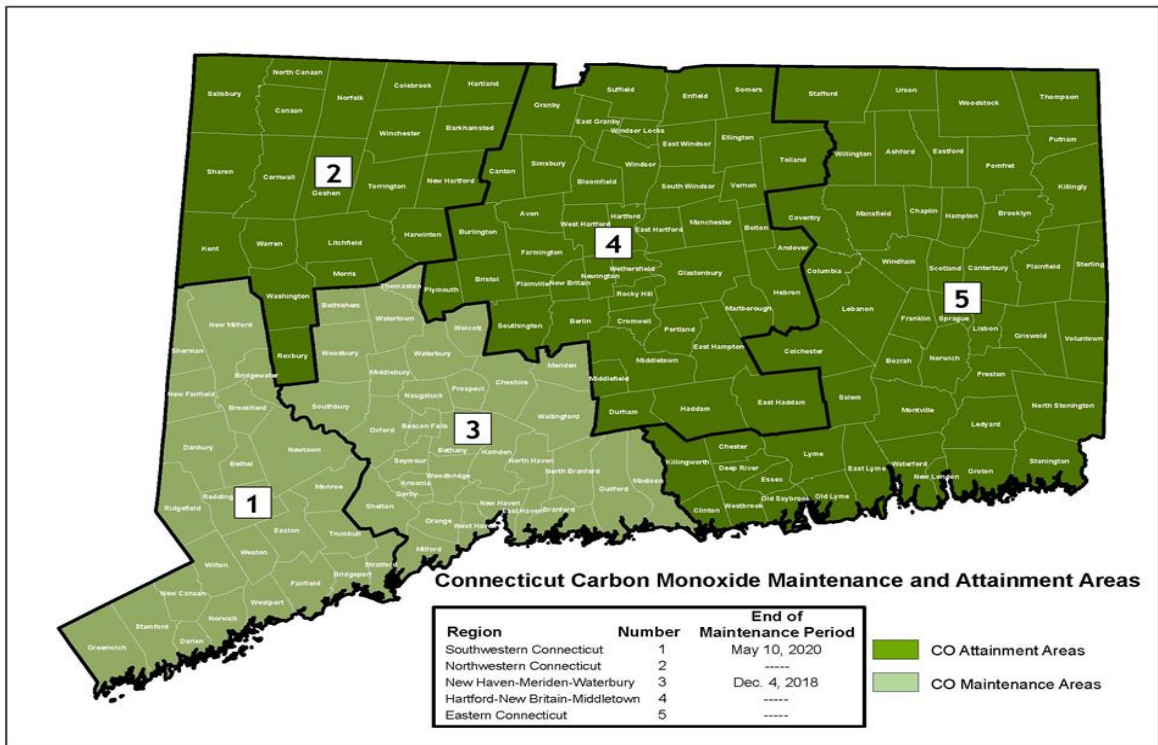 North Canaan
Colebrook
Hartland
Salisbury
Canaan
Norfolk
Winchester
Barkhamsted
Sharon
Cornwall
2
Goshen
Torrington
New Hartford
Kent
Warren
Litchfield
Harwinton
Morris
Washington
Roxbury
Suffield
Enfield
Somers
Granby
East Granby
Windsor Locks
East Windsor
Ellington
Simsbury
Windsor
Tolland
Canton
Bloomfield
South Windsor
Vernon
Avon
West Hartford
Hartford
East Hartford
Manchester
Bolton
Burlington
4
Farmington
Andover
Wethersfield
Newington
Glastonbury
Bristol
Plainville
New Britain
Hebron
Plymouth
Rocky Hill
Marlborough
Southington
Berlin
Cromwell
Portland
East Hampton
Middletown
Middlefield
Durham
Haddam
East Haddam
Stafford
Union
Woodstock
Thompson
Putnam
Willington
Ashford
Eastford
Pomfret
Killingly
Coventry
Mansfield
Chaplin
Hampton
Brooklyn
Columbia
Windham
Scotland
Canterbury
Plainfield
Sterling
5
Lebanon
Franklin
Sprague
Lisbon
Griswold
Voluntown
Colchester
Bozrah
Norwich
Preston
Salem
Montville
North Stonington
Ledyard
Chester
Lyme
Killingworth
Deep River
East Lyme
Waterford
New London
Groton
Stonington
Essex
Old Saybrook
Old Lyme
Clinton
Westbrook
Thomaston
Bethlehem
Watertown
Wolcott
Woodbury
Waterbury
Meriden
Middlebury
Prospect
Cheshire
Naugatuck
Southbury
Wallingford
3
Oxford
Beacon Falls
Bethany
Hamden
Seymour
North Haven
North Branford
Woodbridge
Ansonia
Derby
Guilford
Madison
Shelton
New Haven
East Haven
Branford
Orange
West Haven
Milford
New Milford
Sherman
Bridgewater
New Fairfield
Brookfield
Danbury
Newtown
Bethel
Monroe
Redding
Ridgefield
1
Easton
Trumbull
Weston
Wilton
Stratford
Bridgeport
Fairfield
New Canaan
Westport
Stamford
Norwalk
Darien
Greenwich
Connecticut Carbon Monoxide Maintenance and Attainment Areas
Region Number End of Maintenance Period
Southwestern Connecticut 1 May 10, 2020
Northwestern Connecticut 2 -----
New Haven-Meriden-Waterbury 3 Dec. 4, 2018
Hartford-New Britain-Middletown 4 -----
Eastern Connecticut 5 -----
CO Attainment Areas
CO Maintenance Areas